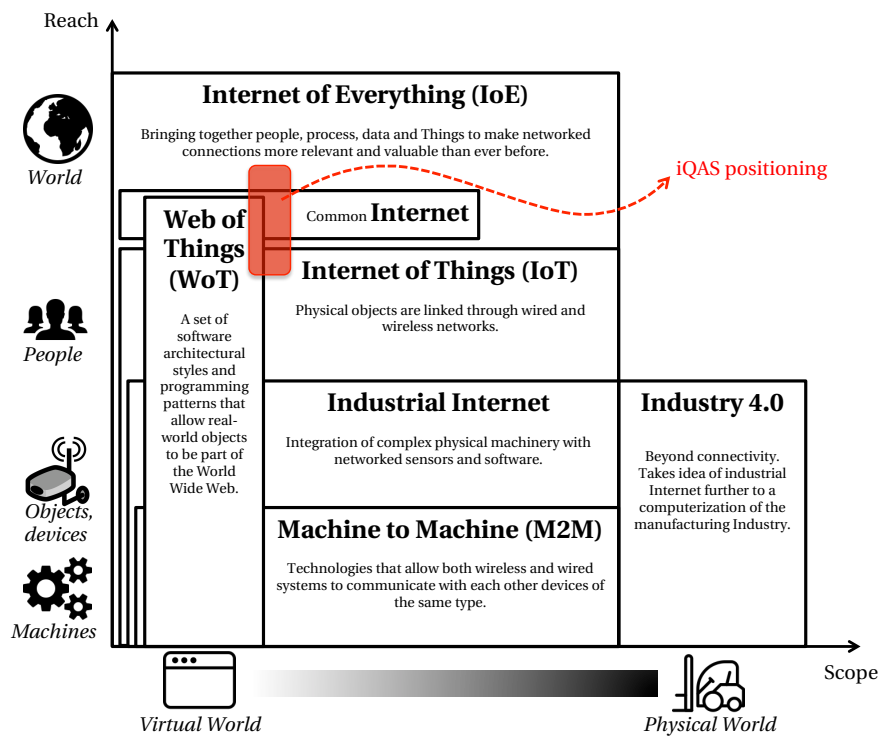 Reach
Internet of Everything (IoE)
Bringing together people, process, data and Things to make networked
connections more relevant and valuable than ever before.
World
iQAS positioning
Common Internet
Web of
Things
(WoT)
A set of
software
architectural
styles and
programming
patterns that
allow real-
world objects
to be part of
the World
Wide Web.
Internet of Things (IoT)
Physical objects are linked through wired and
wireless networks.
People
Industrial Internet
Integration of complex physical machinery with
networked sensors and software.
Industry 4.0
Beyond connectivity.
Takes idea of industrial
Internet further to a
computerization of the
manufacturing Industry.
Objects,
devices
Machine to Machine (M2M)
Technologies that allow both wireless and wired
systems to communicate with each other devices of
the same type.
Machines
Scope
Virtual World
Physical World